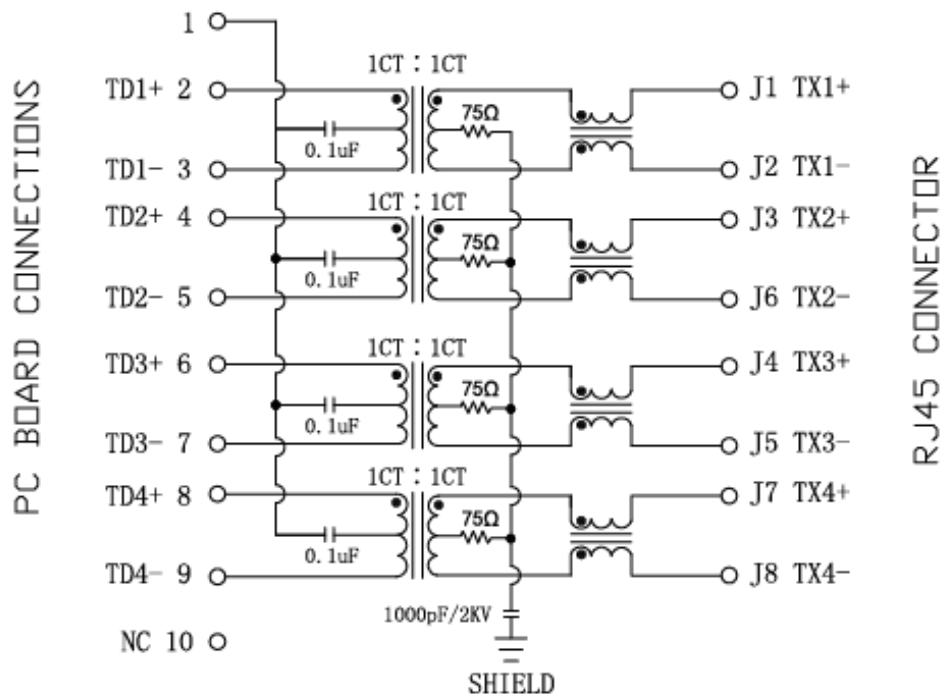 PC BOARD CONNECTIONS
1
1CT : 1CT
TD1+ 2
75Ω
J1 TX1+
0.1uF
TD1- 3
J2 TX1-
1CT : 1CT
TD2+ 4
75Ω
J3 TX2+
0.1uF
TD2- 5
J6 TX2-
1CT : 1CT
TD3+ 6
75Ω
J4 TX3+
0.1uF
TD3- 7
J5 TX3-
1CT : 1CT
TD4+ 8
75Ω
J7 TX4+
0.1uF
TD4- 9
J8 TX4-
1000pF/2KV
NC 10
SHIELD
RJ45 CONNECTOR